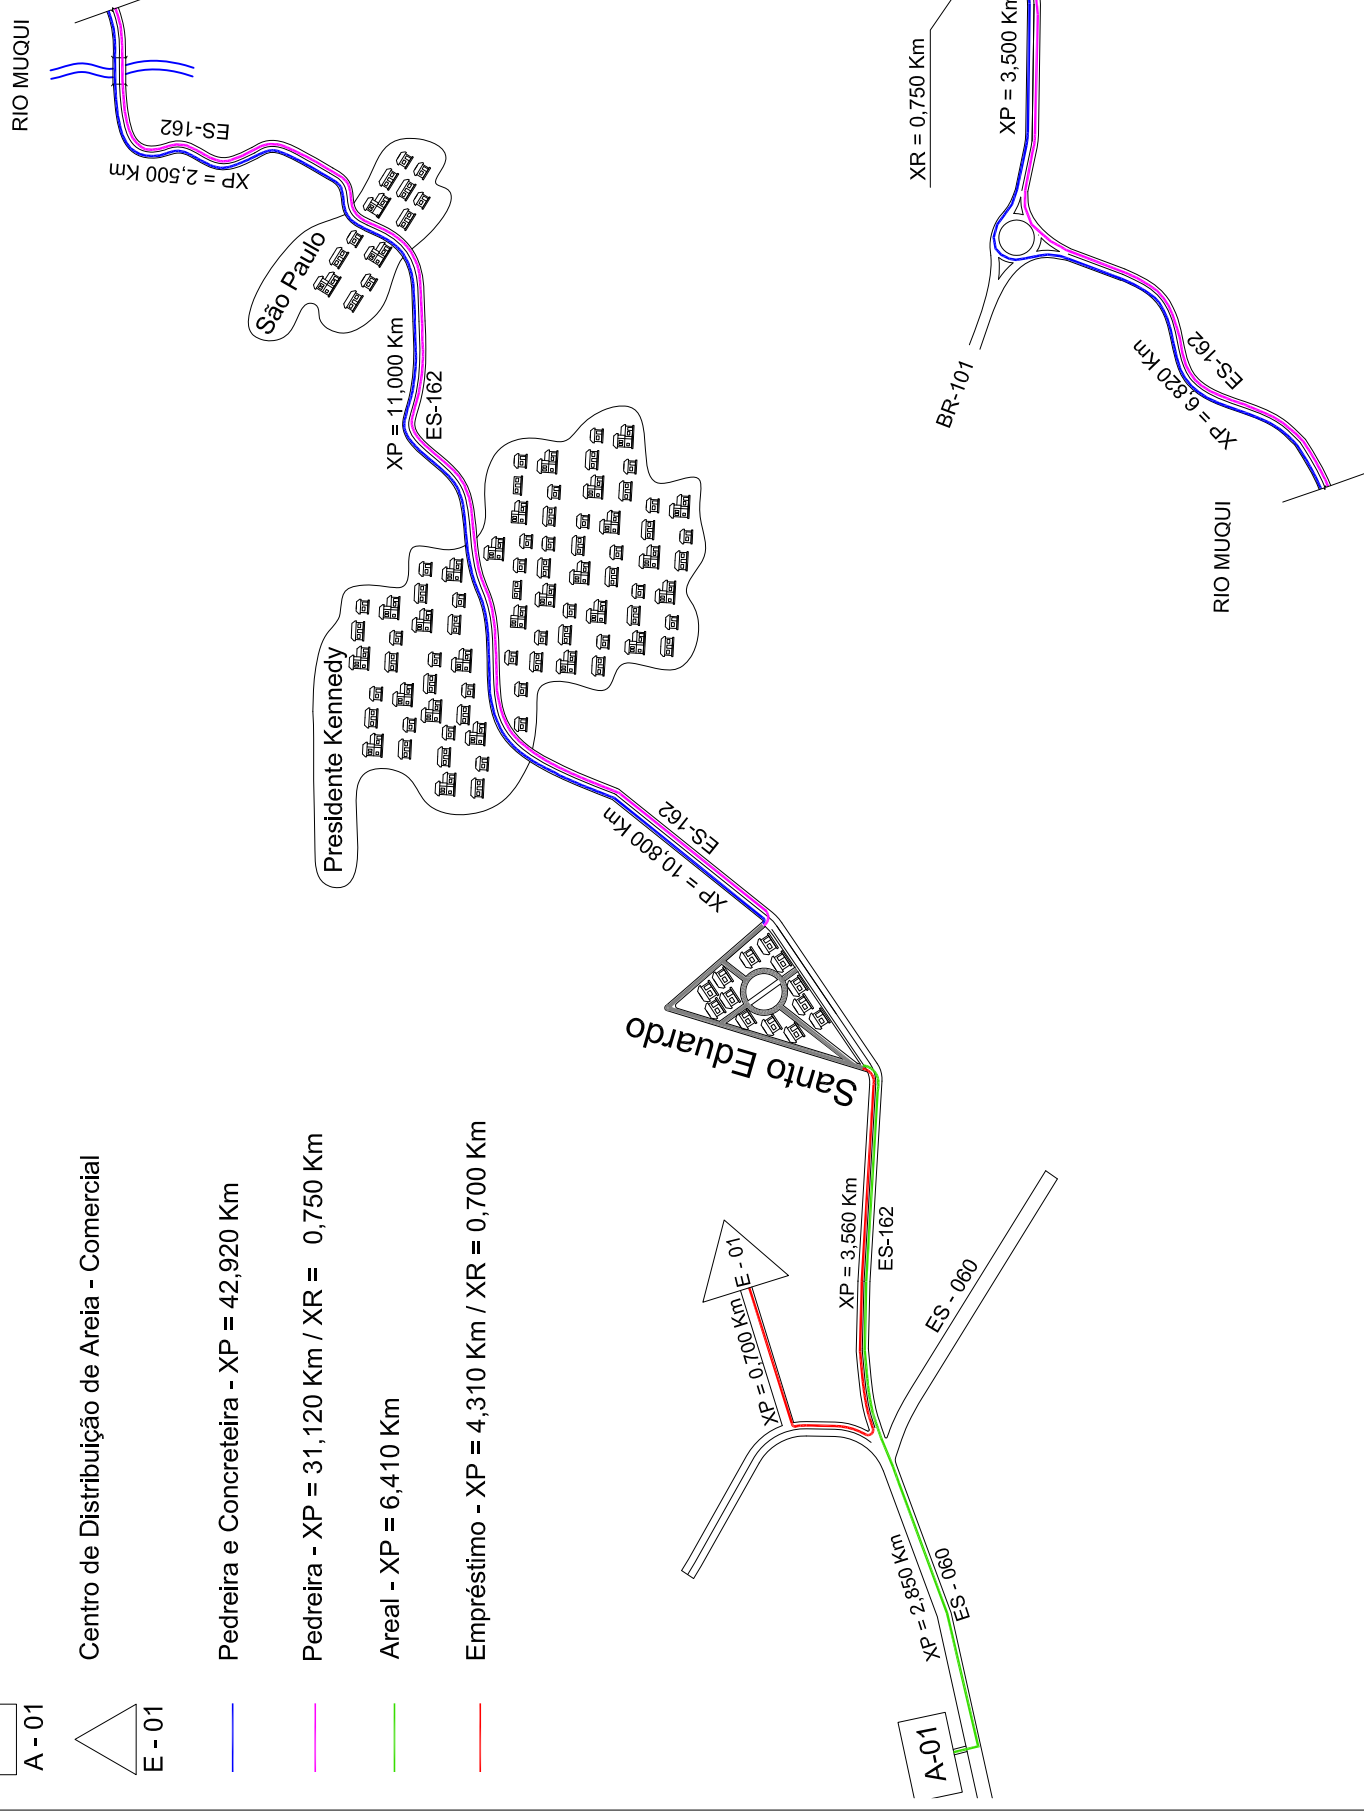 RIO MUQUI
ES-162
XP = 2,500 Km
São Paulo
XP = 11,000 Km
ES-162
Presidente Kennedy
XP = 10,800 Km
ES-162
Santo Eduardo
XP = 3,560 Km
ES-162
XP = 0,700 Km
E - 01
ES - 060
XP = 2,850 Km
ES - 060
A-01
XR = 0,750 Km
XP = 3,500 Km
BR-101
XP = 6,820 Km
ES-162
RIO MUQUI
A - 01
Centro de Distribuição de Areia - Comercial
E - 01
Pedreira e Concreteira - XP = 42,920 Km
Pedreira - XP = 31,120 Km / XR = 0,750 Km
Areal - XP = 6,410 Km
Empréstimo - XP = 4,310 Km / XR = 0,700 Km